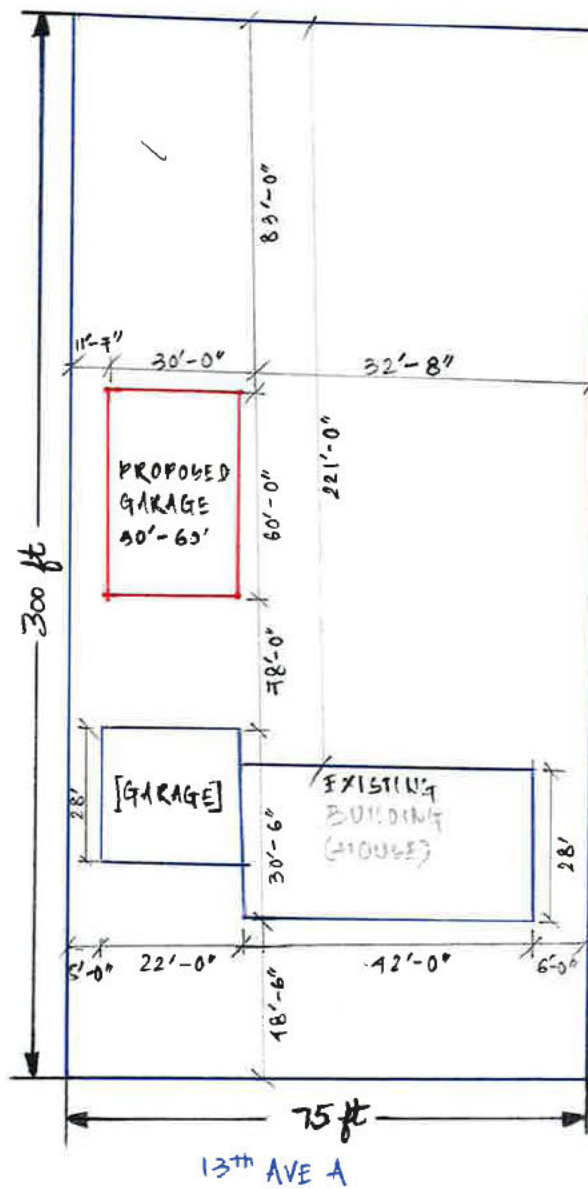 83'-0"
11'-7"
30'-0"
32'-8"
221'-0"
PROPOSED
GARAGE
30'-60'
60'-0"
300 ft
78'-0"
[GARAGE]
28'
EXISTING
BUILDING
(HOUSE)
30'-6"
28'
5'-0"
22'-0"
42'-0"
6'-0"
48'-6"
75 ft
13th AVE A